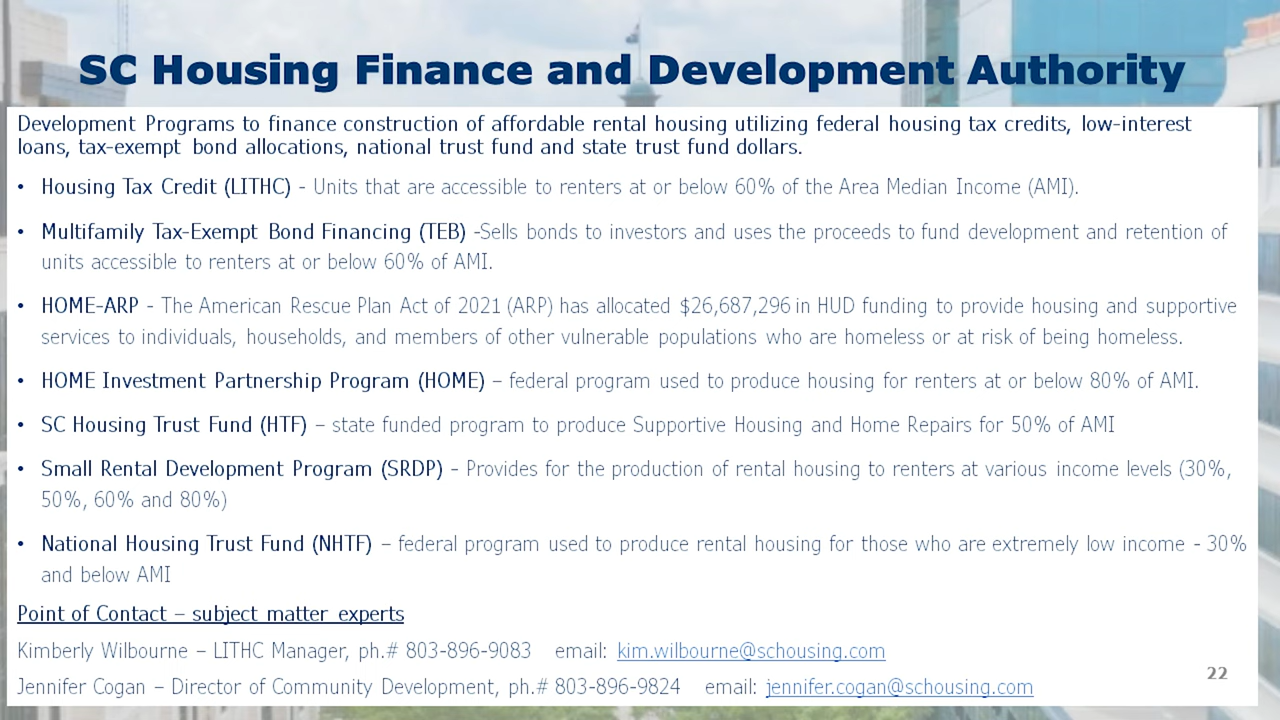 SC Housing Finance and Development Authority
Development Programs to finance construction of affordable rental housing utilizing federal housing tax credits, low-interest
loans, tax-exempt bond allocations, national trust fund and state trust fund dollars.
• Housing Tax Credit (LITHC) - Units that are accessible to renters at or below 60% of the Area Median Income (AMI).
• Multifamily Tax-Exempt Bond Financing (TEB) -Sells bonds to investors and uses the proceeds to fund development and retention of
units accessible to renters at or below 60% of AMI.
• HOME-ARP - The American Rescue Plan Act of 2021 (ARP) has allocated $26,687,296 in HUD funding to provide housing and supportive
services to individuals, households, and members of other vulnerable populations who are homeless or at risk of being homeless.
• HOME Investment Partnership Program (HOME) – federal program used to produce housing for renters at or below 80% of AMI.
• SC Housing Trust Fund (HTF) – state funded program to produce Supportive Housing and Home Repairs for 50% of AMI
• Small Rental Development Program (SRDP) - Provides for the production of rental housing to renters at various income levels (30%,
50%, 60% and 80%)
• National Housing Trust Fund (NHTF) – federal program used to produce rental housing for those who are extremely low income - 30%
and below AMI
Point of Contact – subject matter experts
Kimberly Wilbourne – LITHC Manager, ph.# 803-896-9083 email: kim.wilbourne@schousing.com
Jennifer Cogan – Director of Community Development, ph.# 803-896-9824 email: jennifer.cogan@schousing.com
22